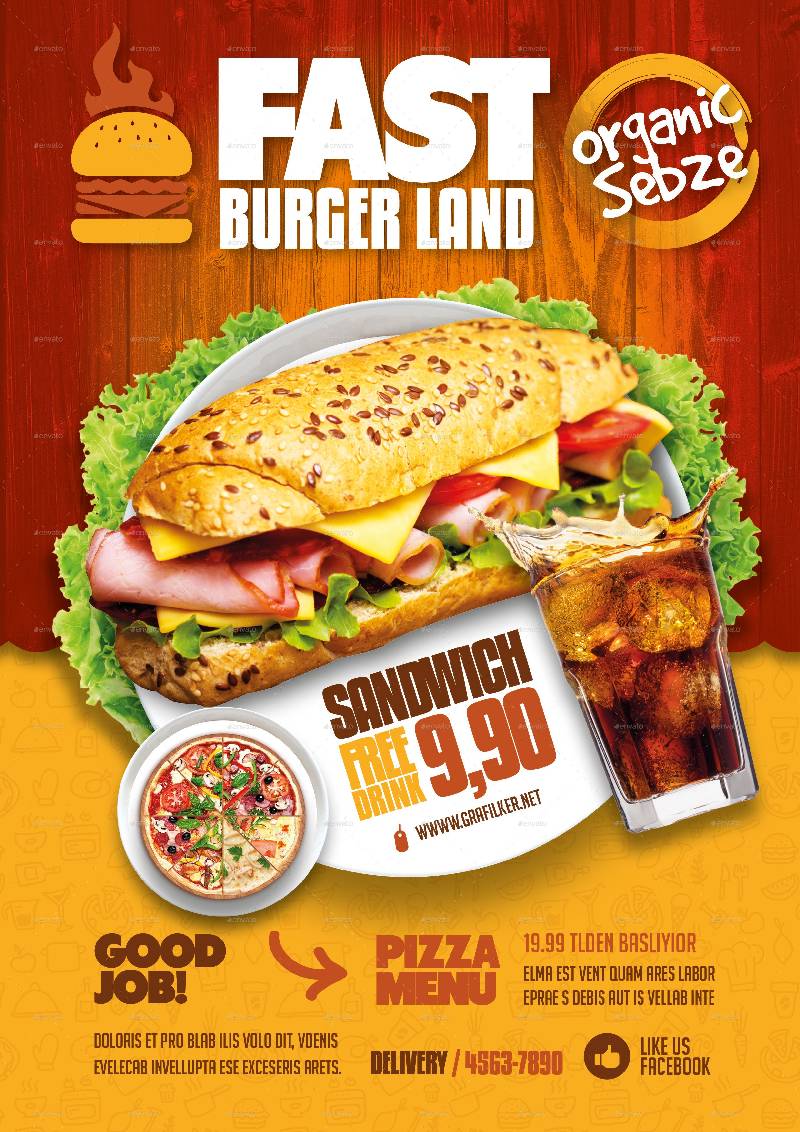 FAST
BURGER LAND
organic
Sebze
SANDWICH
FREE
DRINK
9,90
WWWW.GRAFILKER.NET
GOOD
JOB!
PIZZA
MENU
19.99 TLDEN BASLIYIOR
ELMA EST VENT QUAM ARES LABOR
EPRAE S DEBIS AUT IS VELLAB INTE
DOLORIS ET PRO BLAB ILIS VOLO DIT, VDENIS
EVELECAB INVELLUPTA ESE EXCESERIS ARETS.
DELIVERY / 4563-7890
LIKE US
FACEBOOK
envato